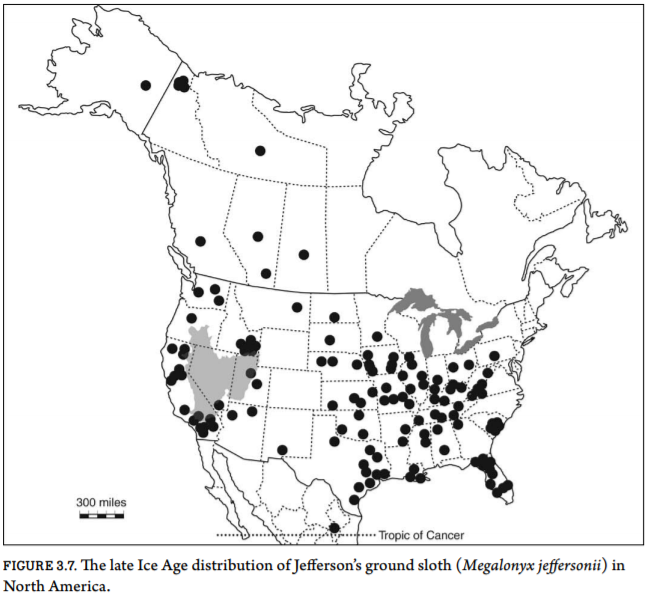 300 miles
Tropic of Cancer
FIGURE 3.7. The late Ice Age distribution of Jefferson's ground sloth (Megalonyx jeffersonii) in
North America.